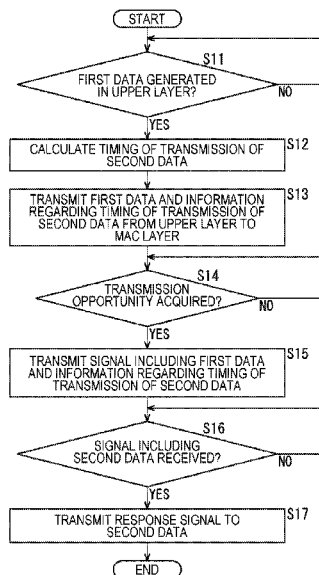 START
S11
FIRST DATA GENERATED
IN UPPER LAYER?
NO
YES
S12
CALCULATE TIMING OF TRANSMISSION OF
SECOND DATA
S13
TRANSMIT FIRST DATA AND INFORMATION
REGARDING TIMING OF TRANSMISSION OF
SECOND DATA FROM UPPER LAYER TO
MAC LAYER
S14
TRANSMISSION
OPPORTUNITY ACQUIRED?
NO
YES
S15
TRANSMIT SIGNAL INCLUDING FIRST DATA
AND INFORMATION REGARDING TIMING OF
TRANSMISSION OF SECOND DATA
S16
SIGNAL INCLUDING
SECOND DATA RECEIVED?
NO
YES
S17
TRANSMIT RESPONSE SIGNAL TO
SECOND DATA
END